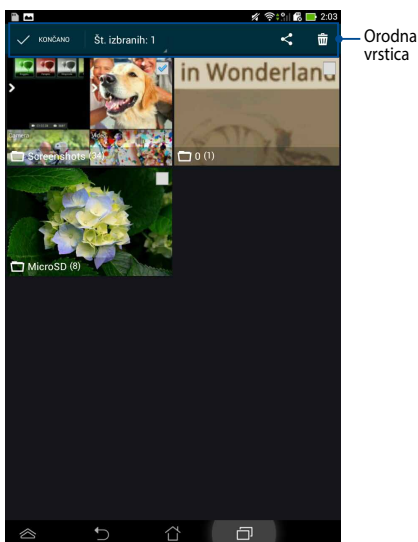 2:03
KONČANO
Št. izbranih: 1
Orodna
vrstica
in Wonderland
Screenshots (34)
0 (1)
MicroSD (8)